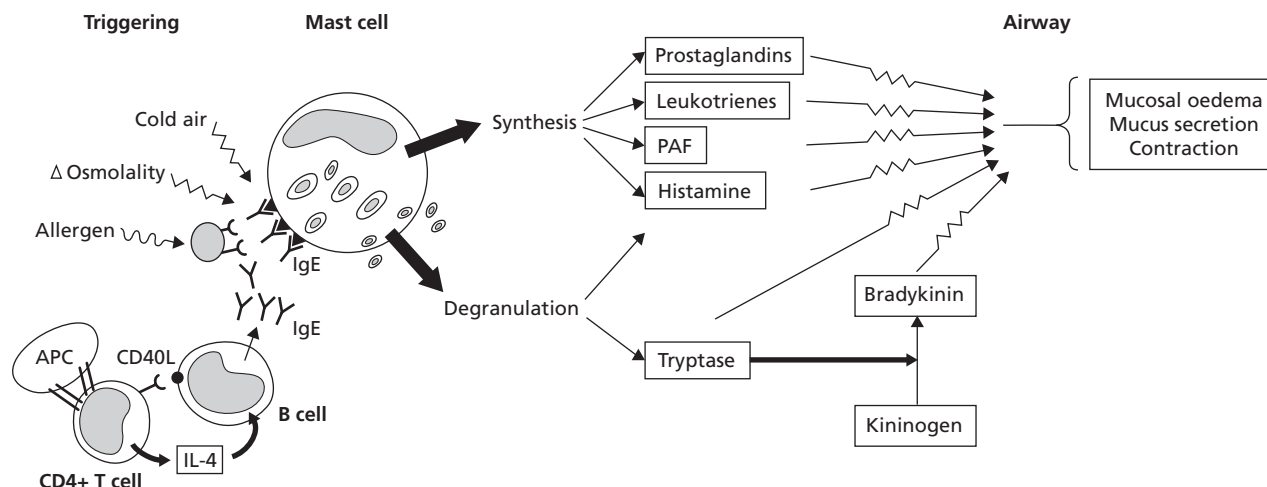 Triggering
Mast cell
Airway
Cold air
Δ Osmolality
Allergen
IgE
IgE
APC
CD40L
B cell
IL-4
CD4+ T cell
Synthesis
Degranulation
Prostaglandins
Leukotrienes
PAF
Histamine
Tryptase
Bradykinin
Kininogen
Mucosal oedema
Mucus secretion
Contraction